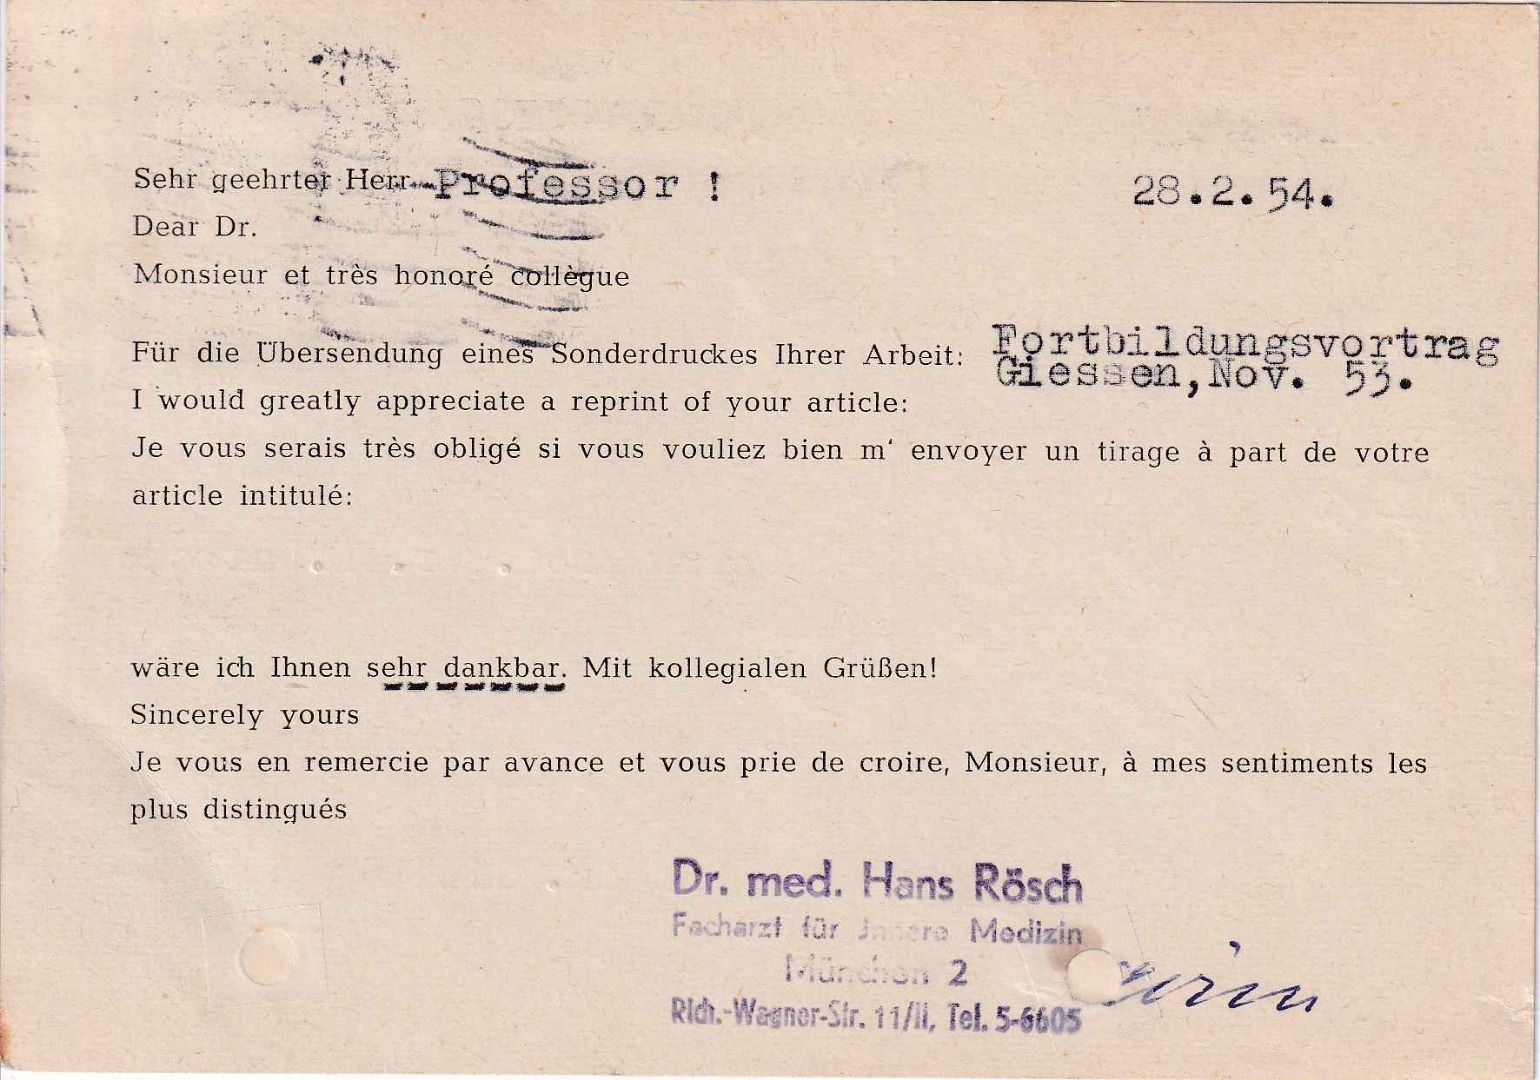 Sehr geehrter Herr Professor !
28.2.54.
Dear Dr.
Monsieur et très honoré collègue
Für die Übersendung eines Sonderdruckes Ihrer Arbeit: Fortbildungsvortrag
Giessen,Nov. 53.
I would greatly appreciate a reprint of your article:
Je vous serais très obligé si vous vouliez bien m' envoyer un tirage à part de votre
article intitulé:
wäre ich Ihnen sehr dankbar. Mit kollegialen Grüßen!
Sincerely yours
Je vous en remercie par avance et vous prie de croire, Monsieur, à mes sentiments les
plus distingués
Dr. med. Hans Rösch
Facharzt für Innere Medizin
München 2
Rich.-Wagner-Str. 11/II, Tel. 5-6605